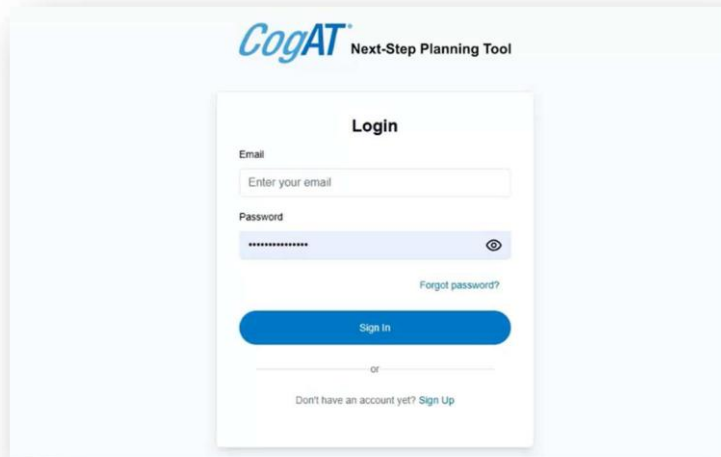 CogAT® Next-Step Planning Tool
Login
Email
Enter your email
Password
•••••••••••••••
Forgot password?
Sign In
or
Don't have an account yet? Sign Up